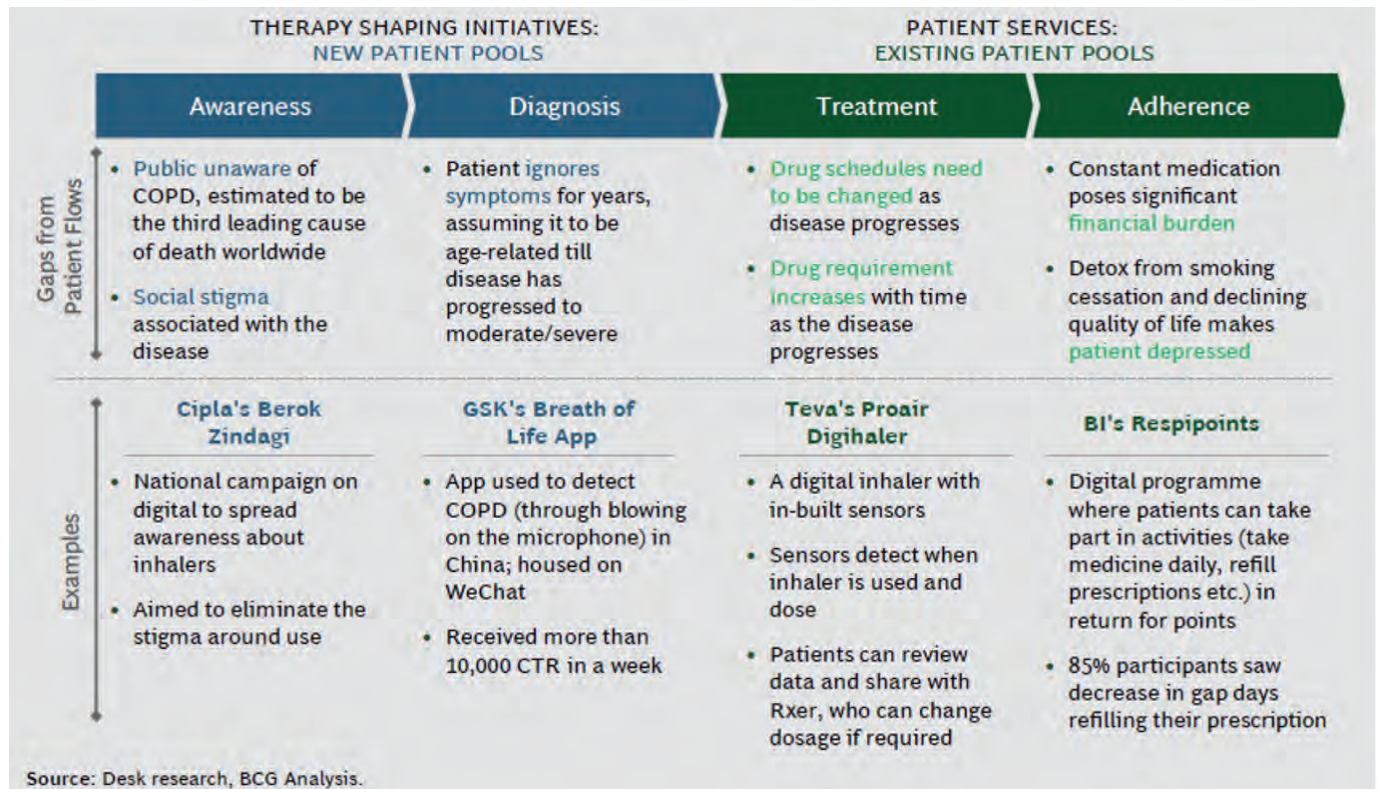 THERAPY SHAPING INITIATIVES:
NEW PATIENT POOLS
PATIENT SERVICES:
EXISTING PATIENT POOLS
Awareness
Diagnosis
Treatment
Adherence
Gaps from
Patient Flows
• Public unaware of
COPD, estimated to be
the third leading cause
of death worldwide
• Social stigma
associated with the
disease
• Patient ignores
symptoms for years,
assuming it to be
age-related till
disease has
progressed to
moderate/severe
• Drug schedules need
to be changed as
disease progresses
• Drug requirement
increases with time
as the disease
progresses
• Constant medication
poses significant
financial burden
• Detox from smoking
cessation and declining
quality of life makes
patient depressed
Examples
Cipla's Berok
Zindagi
• National campaign on
digital to spread
awareness about
inhalers
• Aimed to eliminate the
stigma around use
GSK's Breath of
Life App
• App used to detect
COPD (through blowing
on the microphone) in
China; housed on
WeChat
• Received more than
10,000 CTR in a week
Teva's Proair
Digihaler
• A digital inhaler with
in-built sensors
• Sensors detect when
inhaler is used and
dose
• Patients can review
data and share with
Rxer, who can change
dosage if required
BI's Respipoints
• Digital programme
where patients can take
part in activities (take
medicine daily, refill
prescriptions etc.) in
return for points
• 85% participants saw
decrease in gap days
refilling their prescription
Source: Desk research, BCG Analysis.